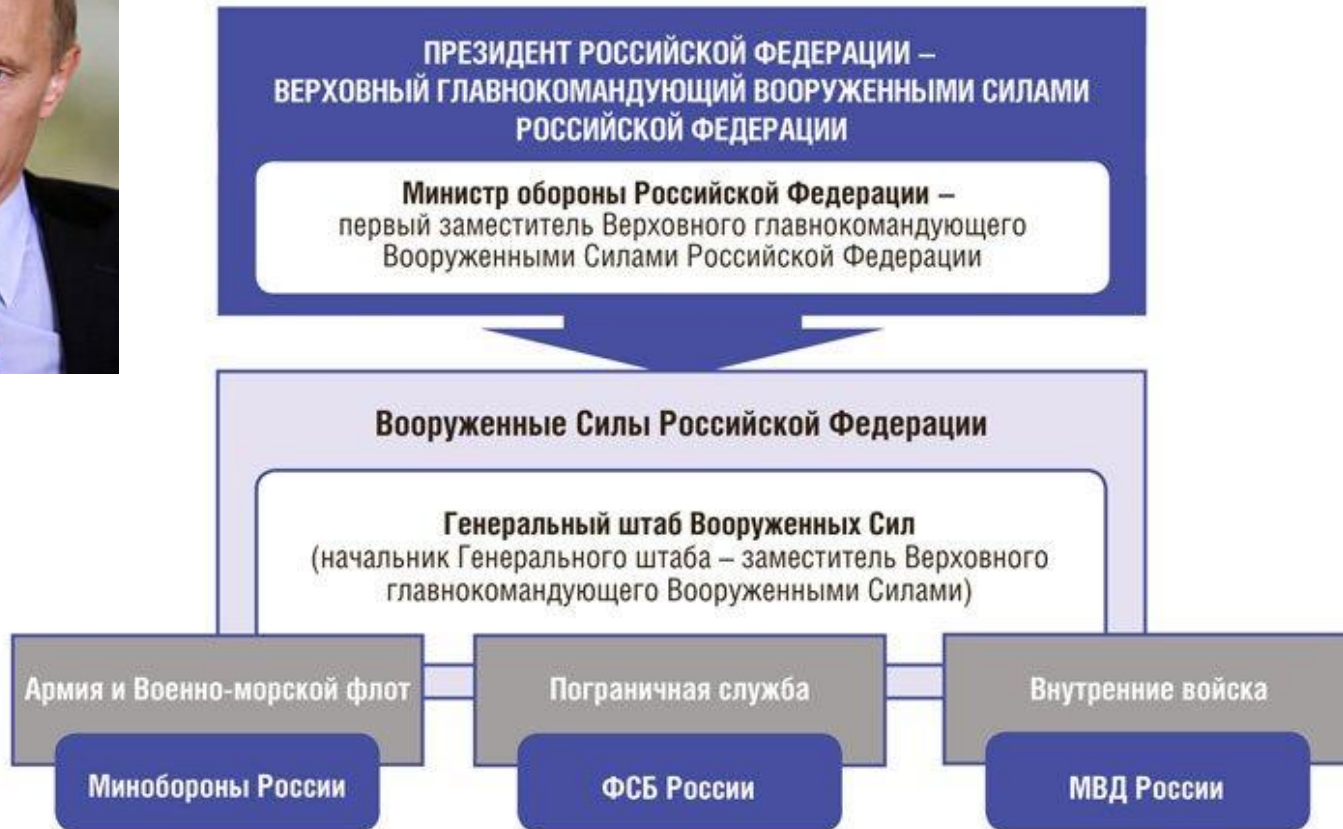 ПРЕЗИДЕНТ РОССИЙСКОЙ ФЕДЕРАЦИИ –
ВЕРХОВНЫЙ ГЛАВНОКОМАНДУЮЩИЙ ВООРУЖЕННЫМИ СИЛАМИ
РОССИЙСКОЙ ФЕДЕРАЦИИ
Министр обороны Российской Федерации –
первый заместитель Верховного главнокомандующего
Вооруженными Силами Российской Федерации
Вооруженные Силы Российской Федерации
Генеральный штаб Вооруженных Сил
(начальник Генерального штаба – заместитель Верховного
главнокомандующего Вооруженными Силами)
Армия и Военно-морской флот
Минобороны России
Пограничная служба
ФСБ России
Внутренние войска
МВД России